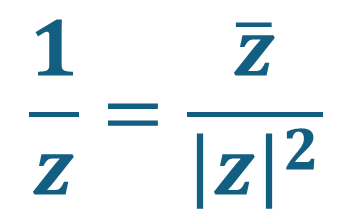 1/z = z̄/|z|²